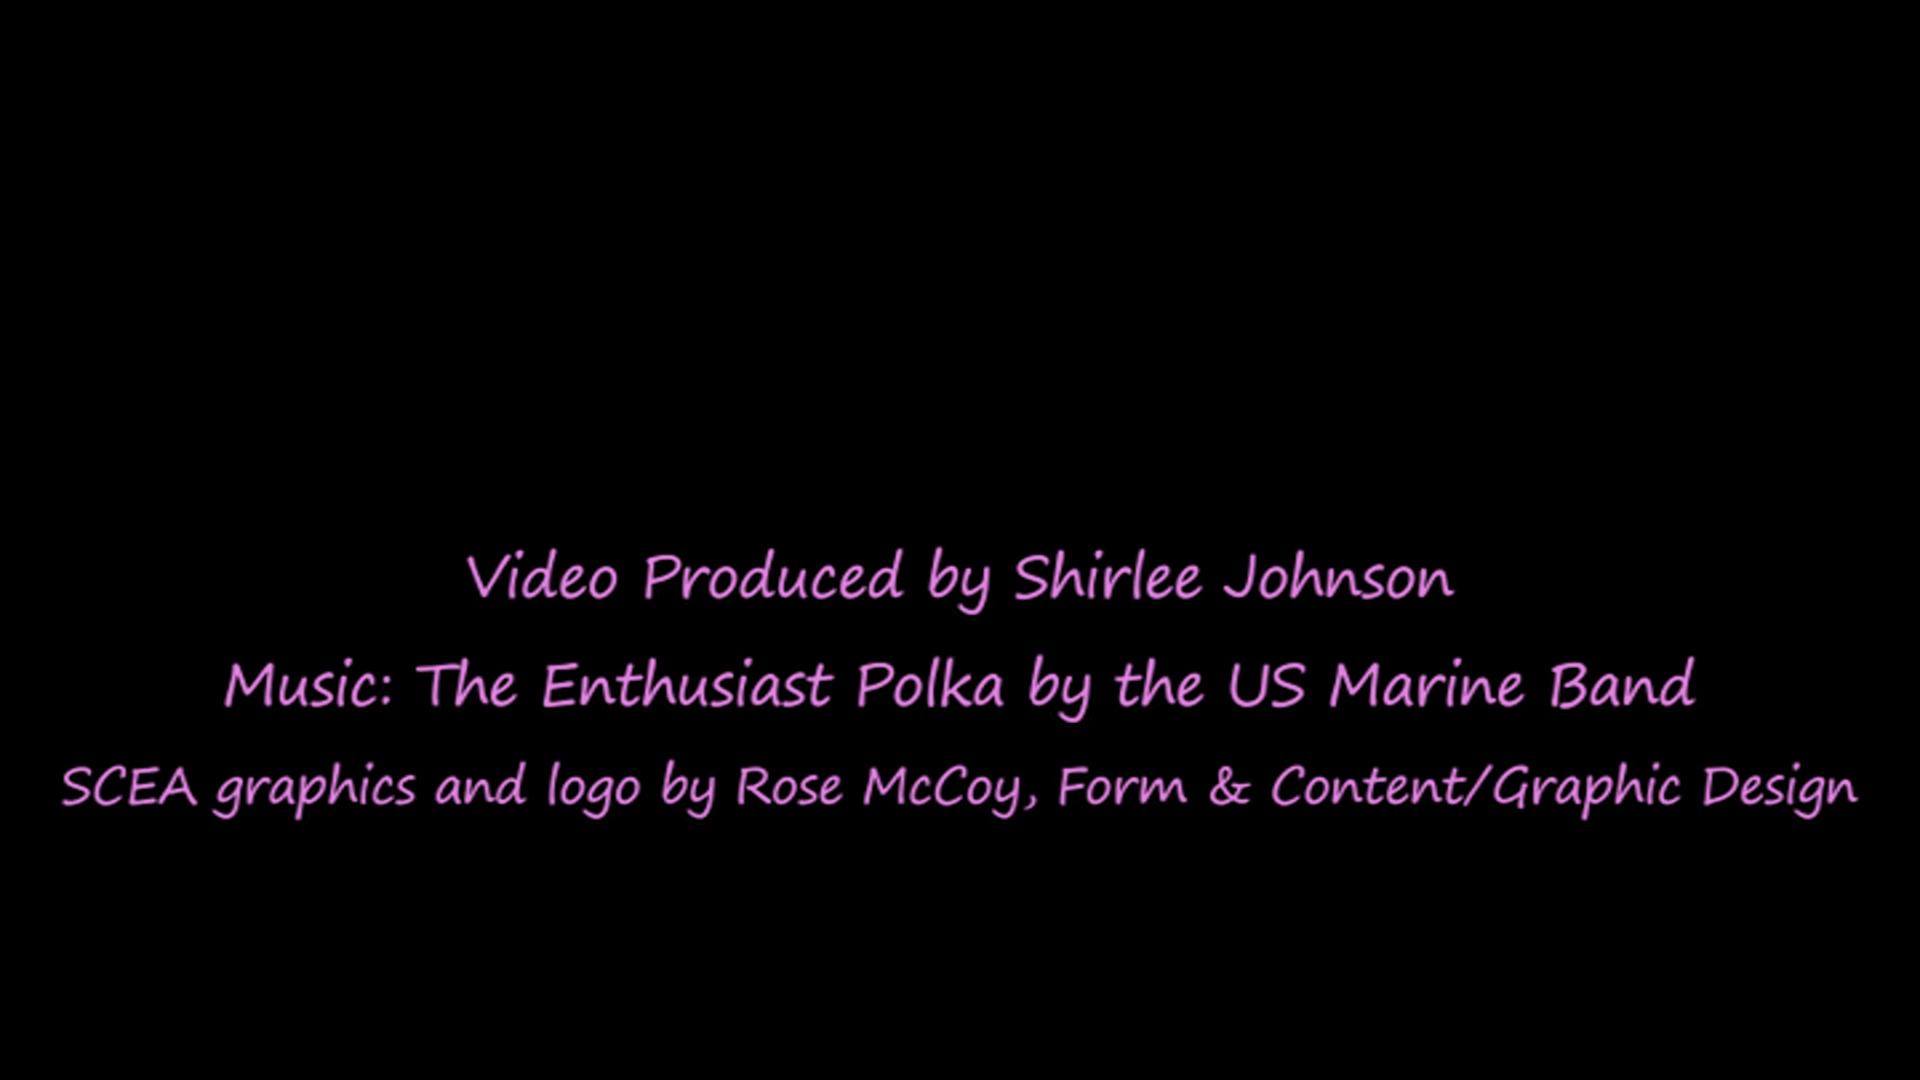 Video Produced by Shirlee Johnson
Music: The Enthusiast Polka by the US Marine Band
SCEA graphics and logo by Rose McCoy, Form & Content/Graphic Design